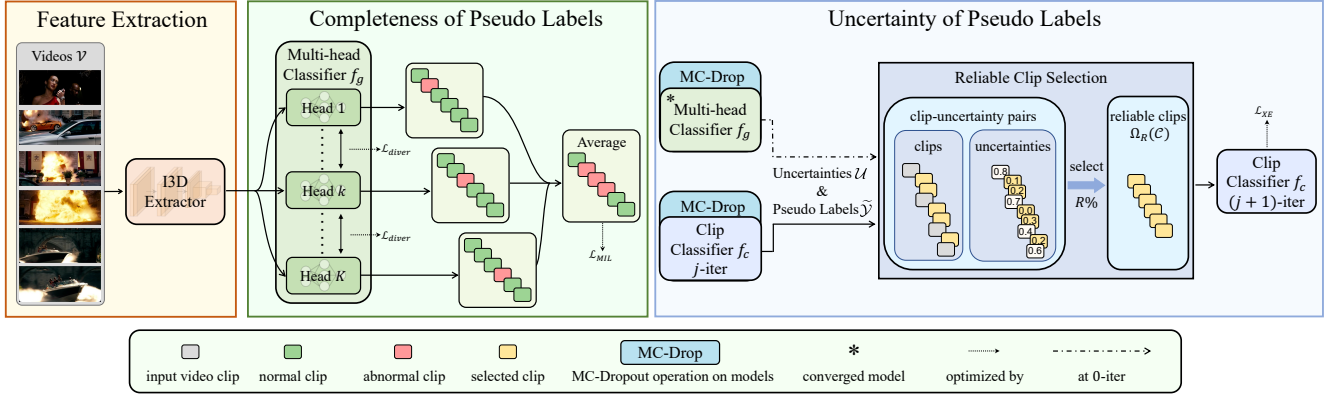 Feature Extraction
Videos 𝒱
I3D
Extractor
Completeness of Pseudo Labels
Multi-head
Classifier f_g
Head 1
Head k
Head K
ℒ_diver
ℒ_diver
Average
ℒ_MIL
Uncertainty of Pseudo Labels
MC-Drop
*
Multi-head
Classifier f_g
MC-Drop
Clip
Classifier f_c
j-iter
Uncertainties 𝒰
&
Pseudo Labels 𝒴̃
Reliable Clip Selection
clip-uncertainty pairs
clips
uncertainties
0.8
0.1
0.2
0.7
0.0
0.3
0.4
0.2
0.6
select
R%
reliable clips
Ω_R(𝒞)
ℒ_XE
Clip
Classifier f_c
(j + 1)-iter
input video clip
normal clip
abnormal clip
selected clip
MC-Drop
MC-Dropout operation on models
*
converged model
optimized by
at 0-iter